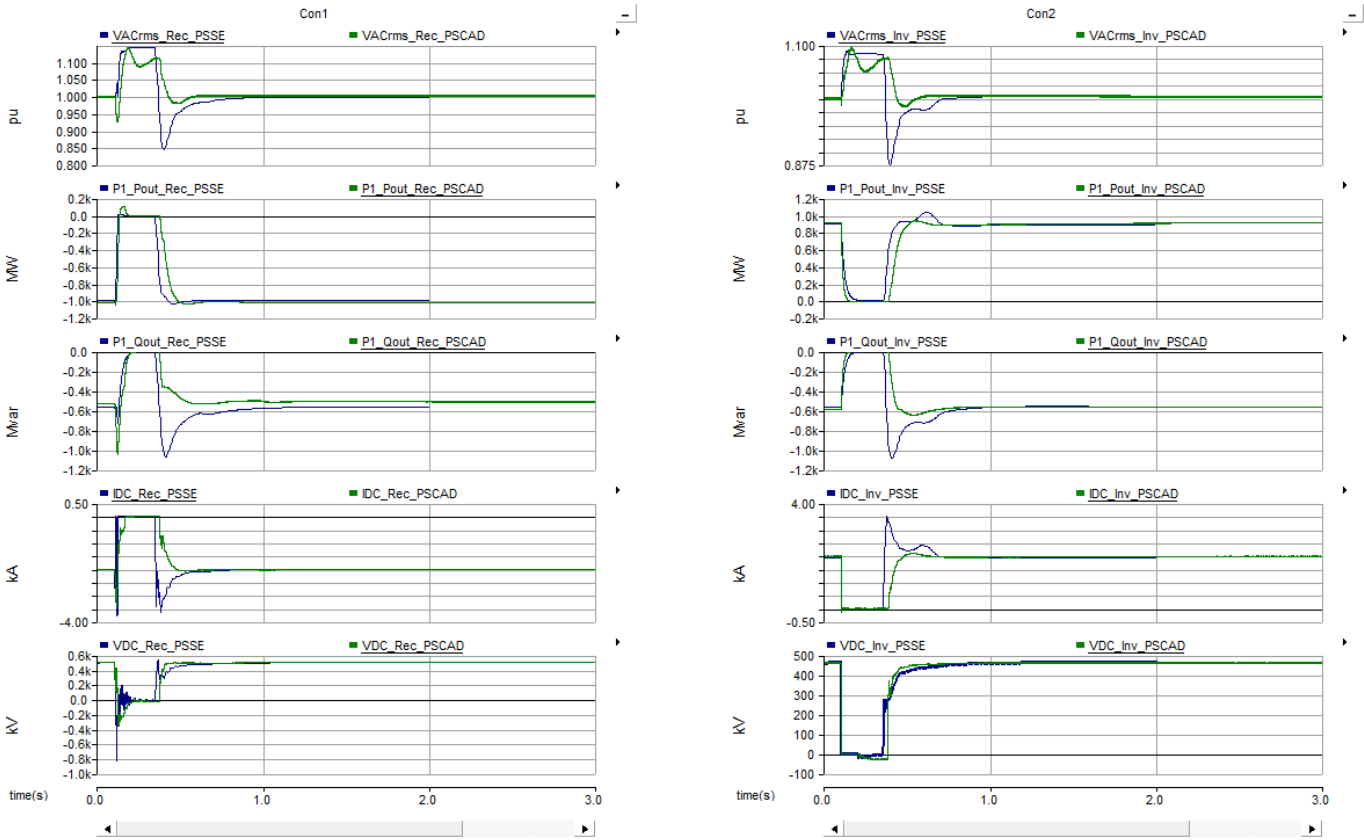 Con1
VACrms_Rec_PSSE VACrms_Rec_PSCAD
pu
1.100
1.050
1.000
0.950
0.900
0.850
0.800
P1_Pout_Rec_PSSE P1_Pout_Rec_PSCAD
MW
0.2k
0.0
-0.2k
-0.4k
-0.6k
-0.8k
-1.0k
-1.2k
P1_Qout_Rec_PSSE P1_Qout_Rec_PSCAD
Mvar
0.0
-0.2k
-0.4k
-0.6k
-0.8k
-1.0k
-1.2k
IDC_Rec_PSSE IDC_Rec_PSCAD
kA
0.50
-4.00
VDC_Rec_PSSE VDC_Rec_PSCAD
kV
0.6k
0.4k
0.2k
0.0
-0.2k
-0.4k
-0.6k
-0.8k
-1.0k
time(s) 0.0 1.0 2.0 3.0
Con2
VACrms_Inv_PSSE VACrms_Inv_PSCAD
pu
1.100
0.875
P1_Pout_Inv_PSSE P1_Pout_Inv_PSCAD
MW
1.2k
1.0k
0.8k
0.6k
0.4k
0.2k
0.0
-0.2k
P1_Qout_Inv_PSSE P1_Qout_Inv_PSCAD
Mvar
0.0
-0.2k
-0.4k
-0.6k
-0.8k
-1.0k
-1.2k
IDC_Inv_PSSE IDC_Inv_PSCAD
kA
4.00
-0.50
VDC_Inv_PSSE VDC_Inv_PSCAD
kV
500
400
300
200
100
0
-100
time(s) 0.0 1.0 2.0 3.0